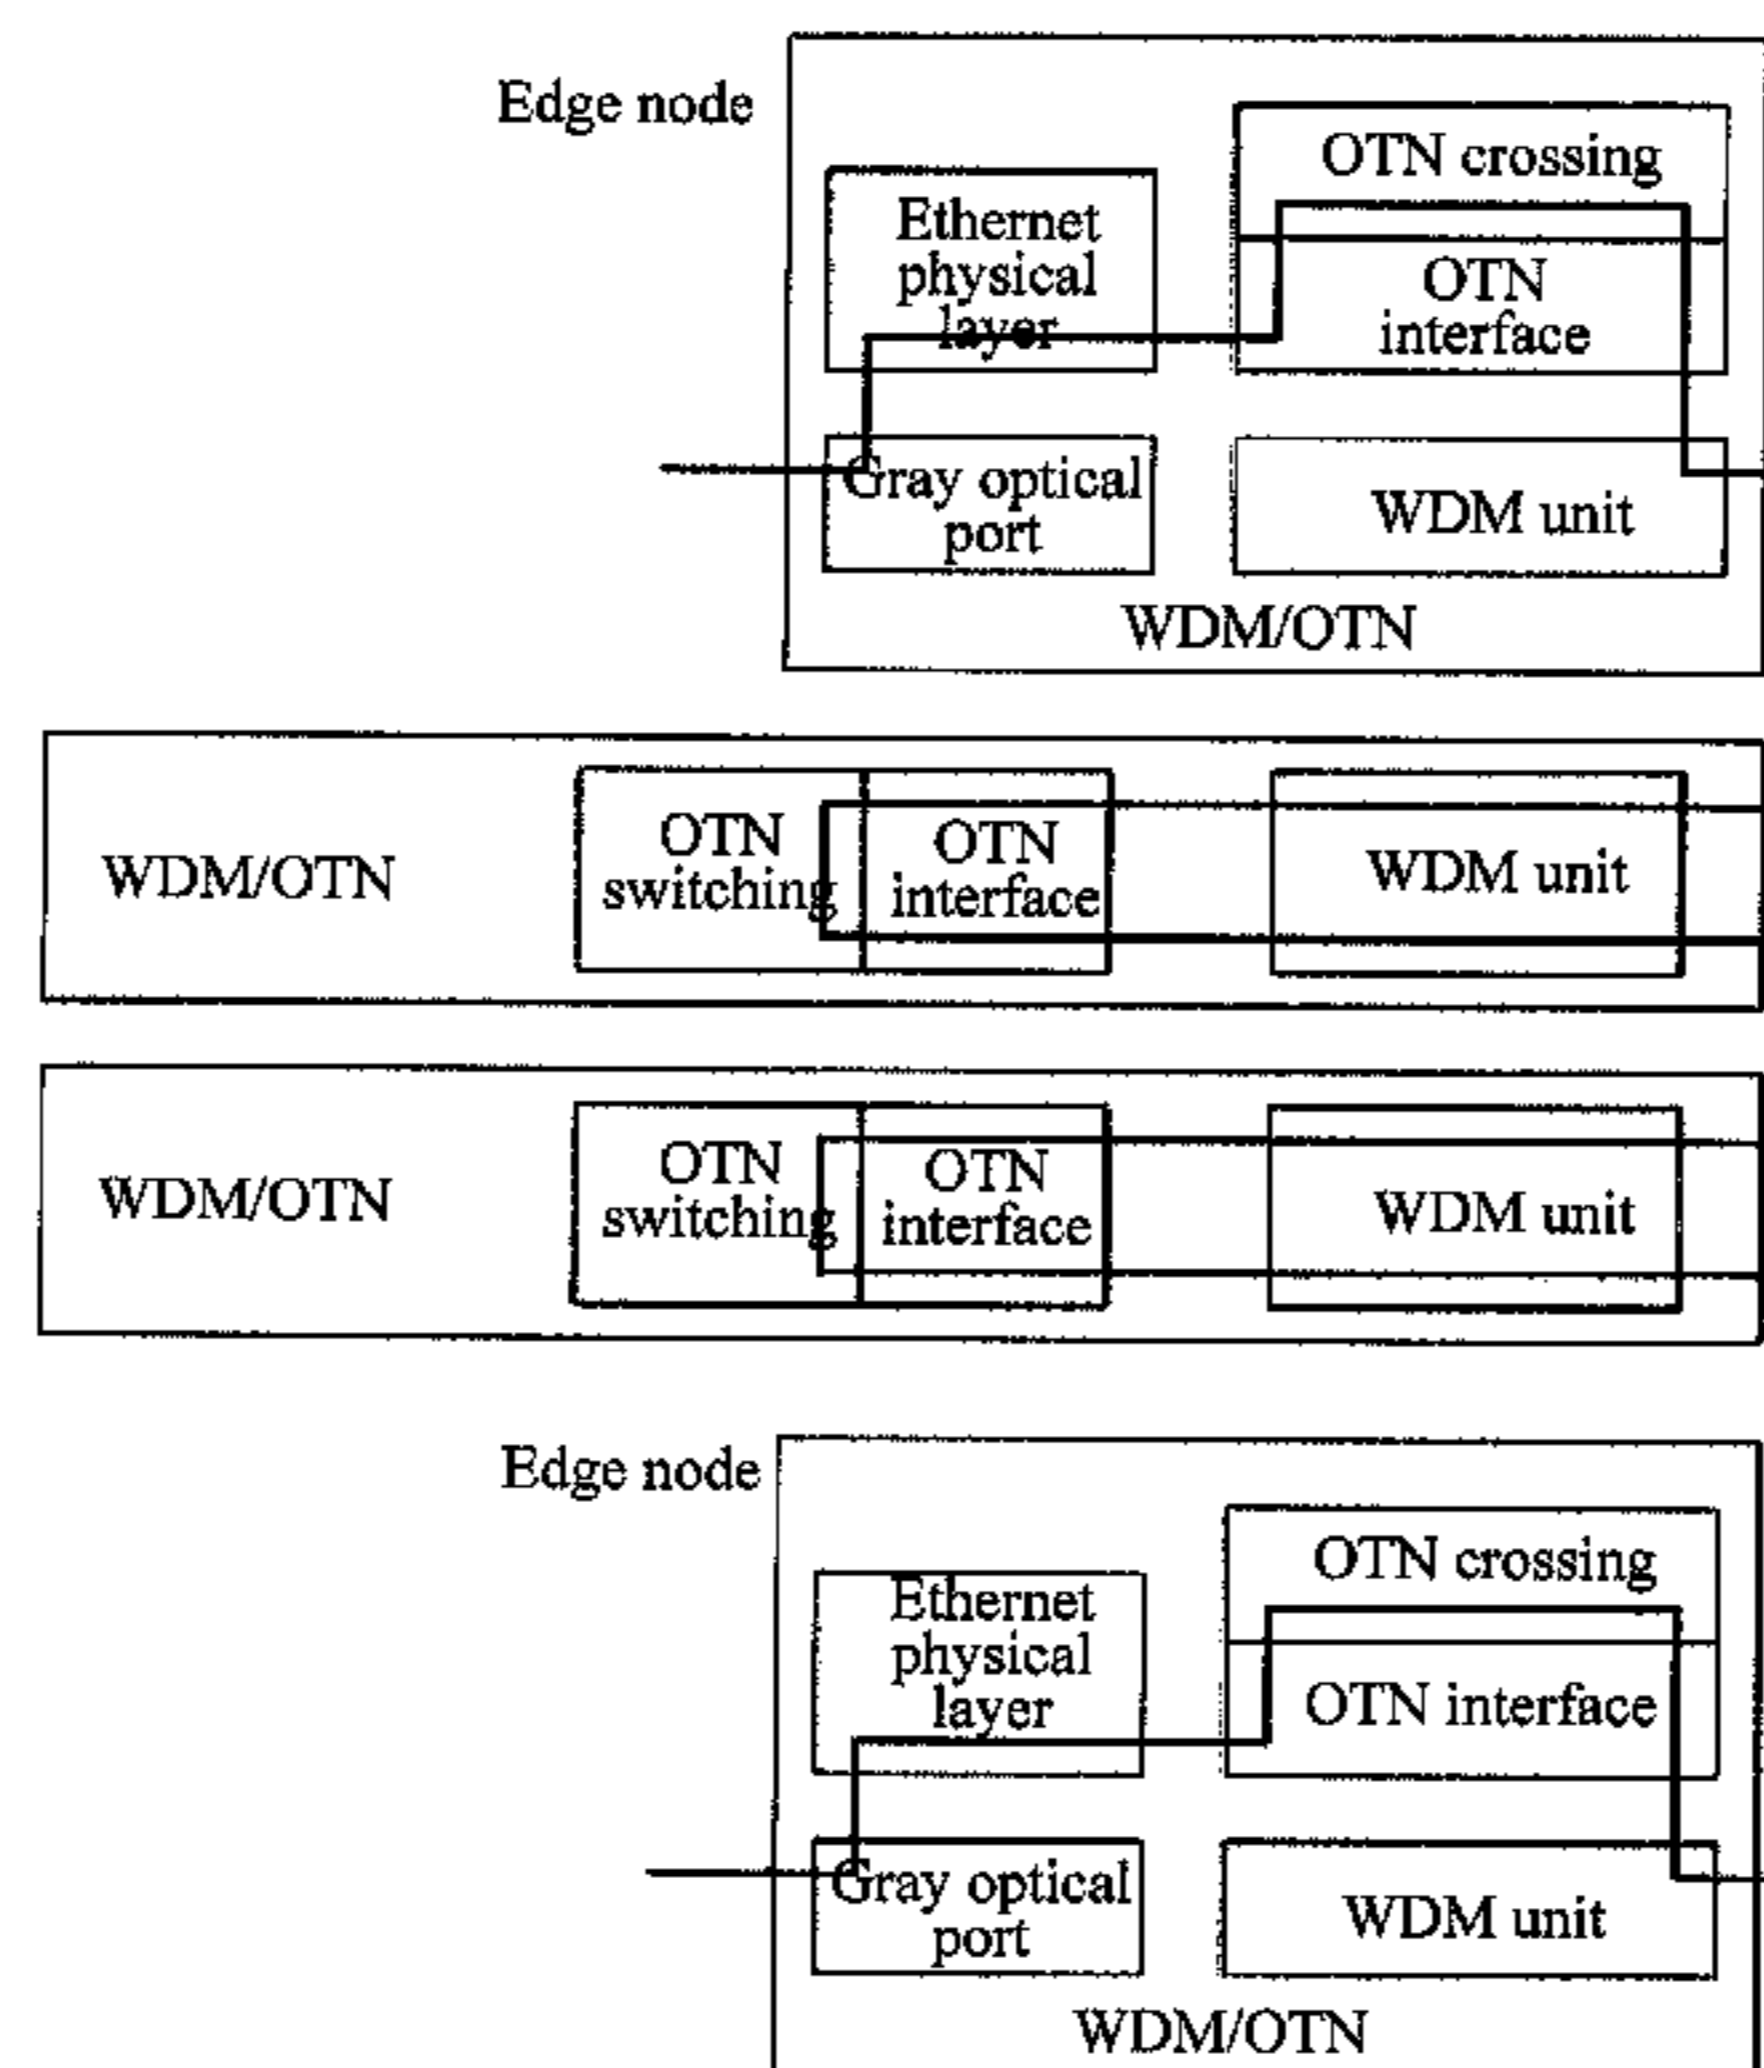 Edge node
OTN crossing
Ethernet
physical
layer
OTN
interface
Gray optical
port
WDM unit
WDM/OTN
WDM/OTN
OTN
switching
OTN
interface
WDM unit
WDM/OTN
OTN
switching
OTN
interface
WDM unit
Edge node
OTN crossing
Ethernet
physical
layer
OTN interface
Gray optical
port
WDM unit
WDM/OTN